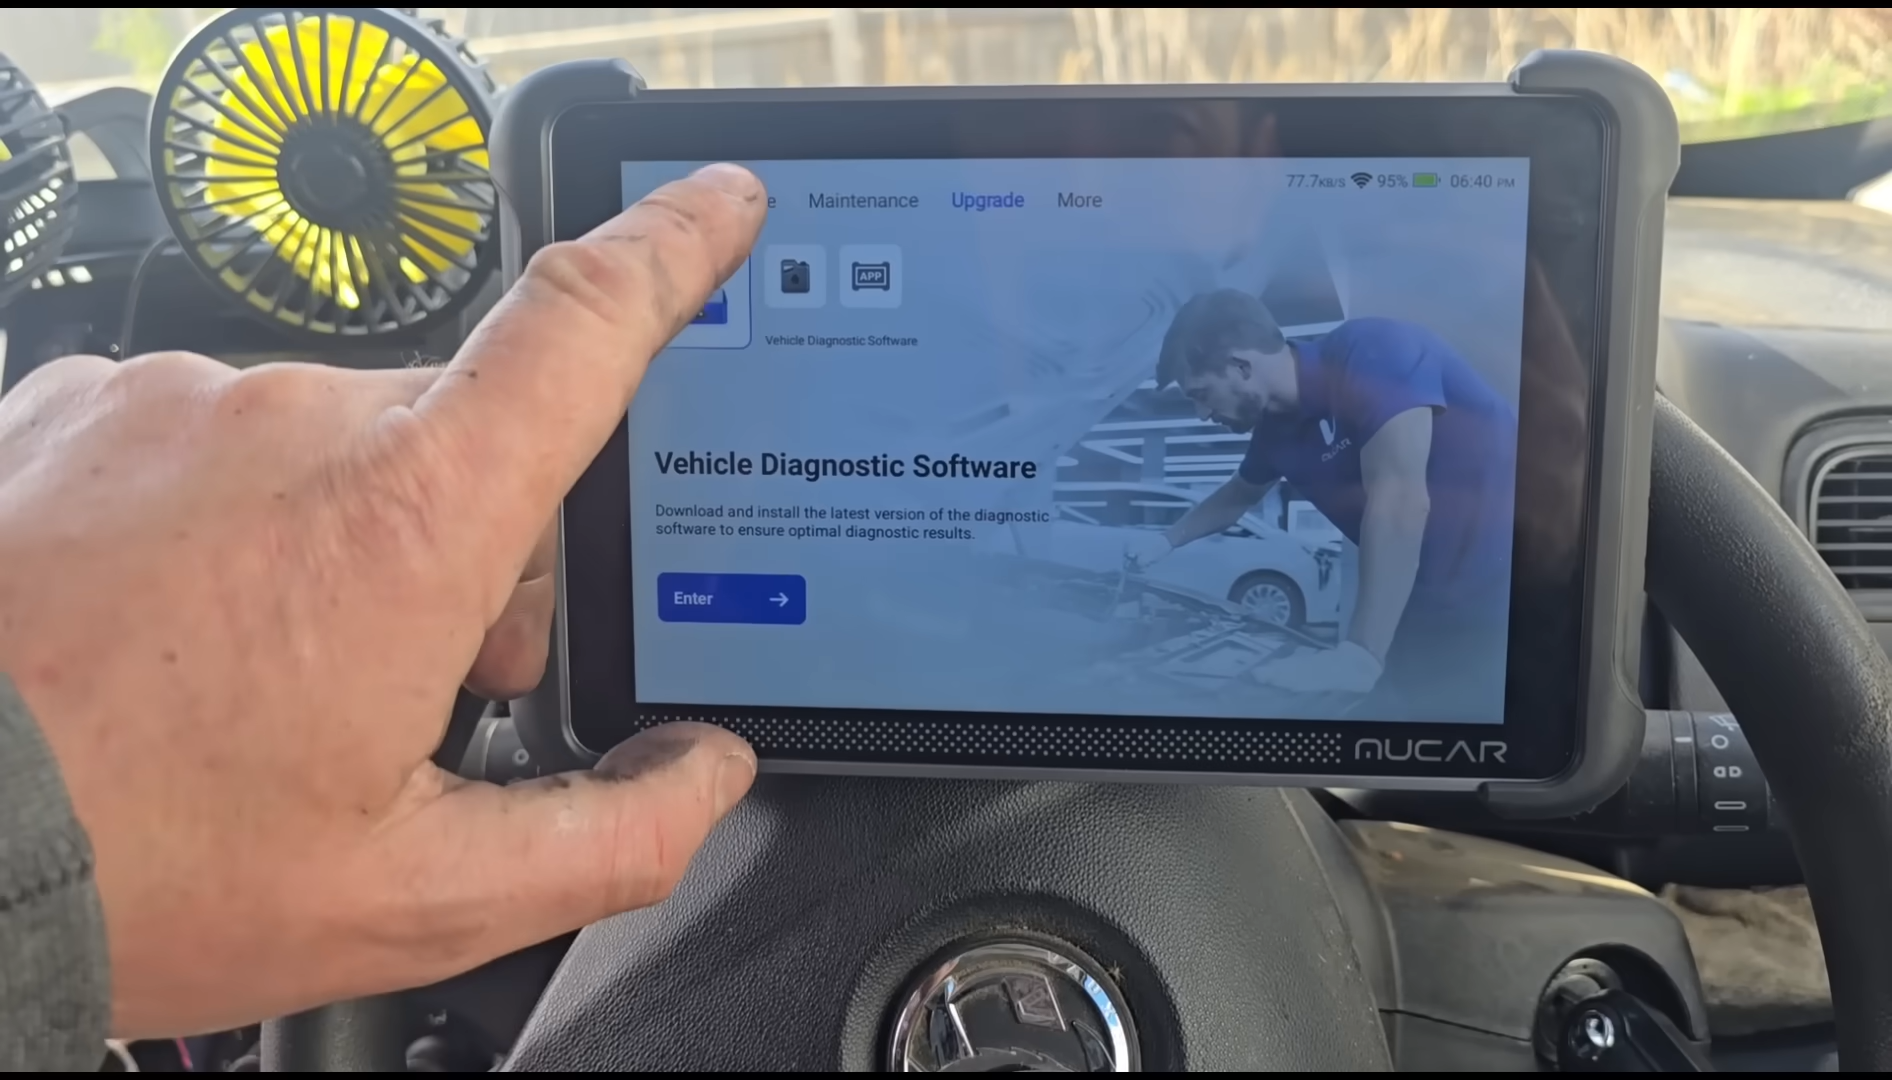 77.7KB/S 95% 06:40 PM
e Maintenance Upgrade More
APP
Vehicle Diagnostic Software
Vehicle Diagnostic Software
Download and install the latest version of the diagnostic
software to ensure optimal diagnostic results.
Enter
MUCAR